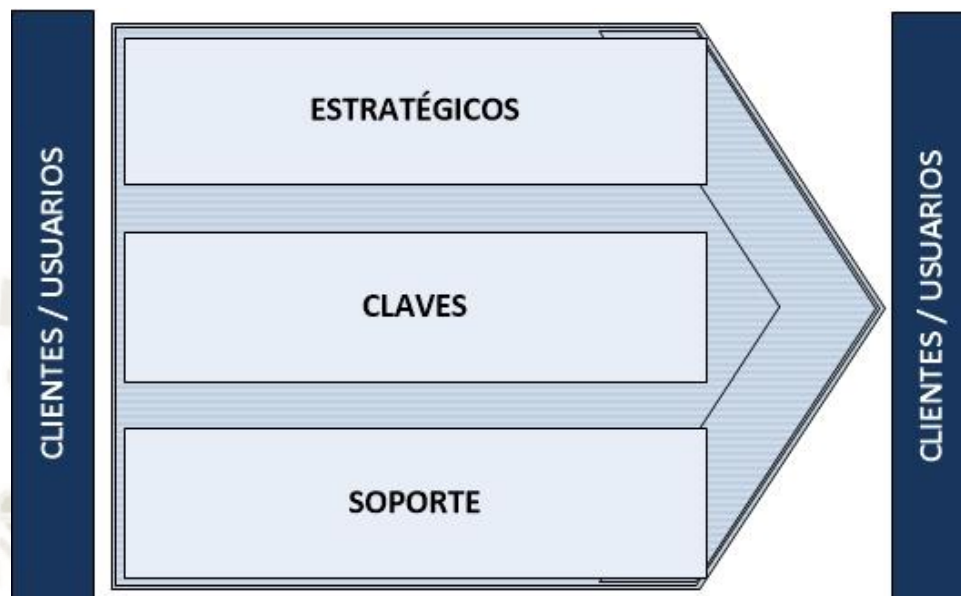 CLIENTES / USUARIOS
ESTRATÉGICOS
CLAVES
SOPORTE
CLIENTES / USUARIOS